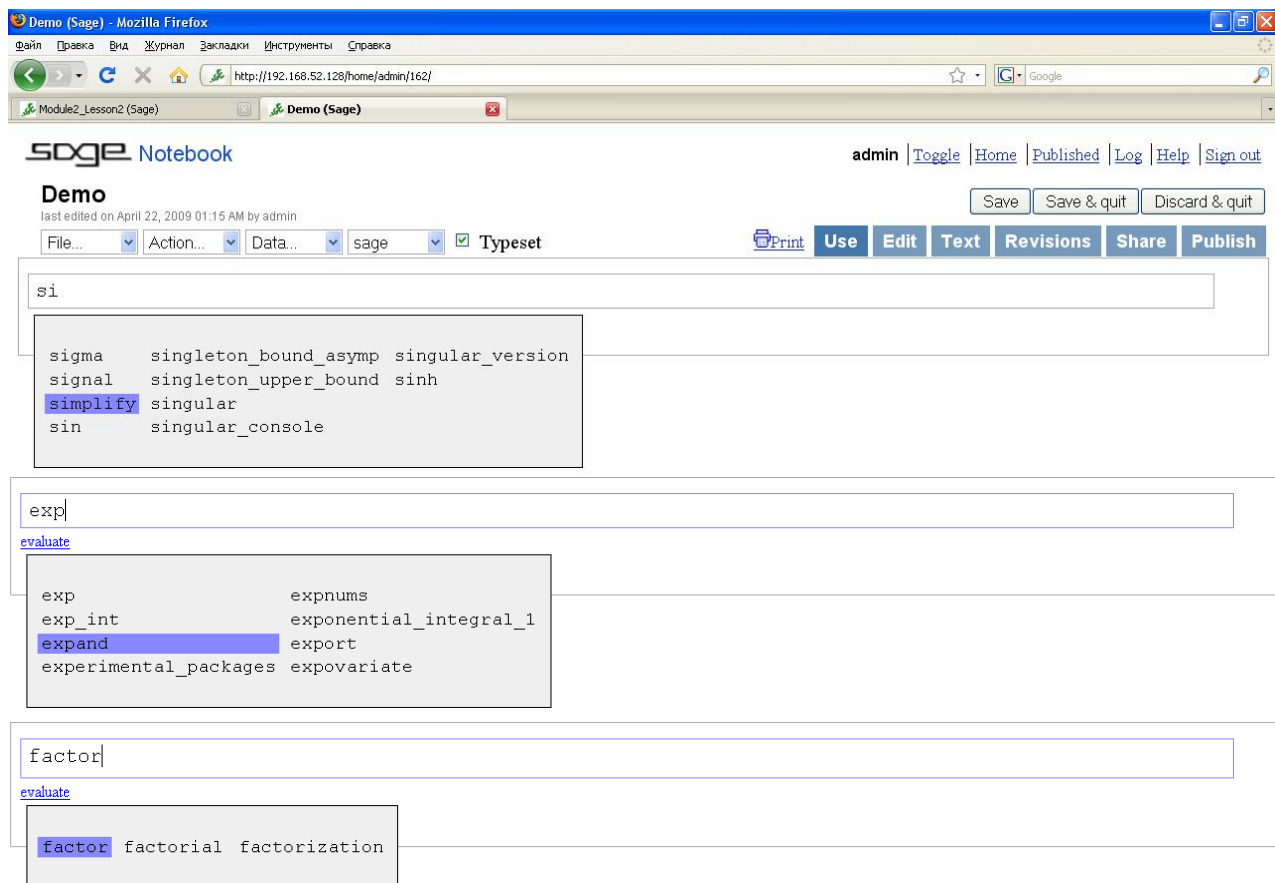 Demo (Sage) - Mozilla Firefox
Файл Правка Вид Журнал Закладки Инструменты Справка
http://192.168.52.128/home/admin/162/ Google
Module2_Lesson2 (Sage) Demo (Sage)
sage Notebook admin | Toggle | Home | Published | Log | Help | Sign out
Demo Save Save & quit Discard & quit
last edited on April 22, 2009 01:15 AM by admin
File... Action... Data... sage Typeset Print Use Edit Text Revisions Share Publish
si
sigma singleton_bound_asymp singular_version
signal singleton_upper_bound sinh
simplify singular
sin singular_console
exp
evaluate
exp expnums
exp_int exponential_integral_1
expand export
experimental_packages expovariate
factor
evaluate
factor factorial factorization